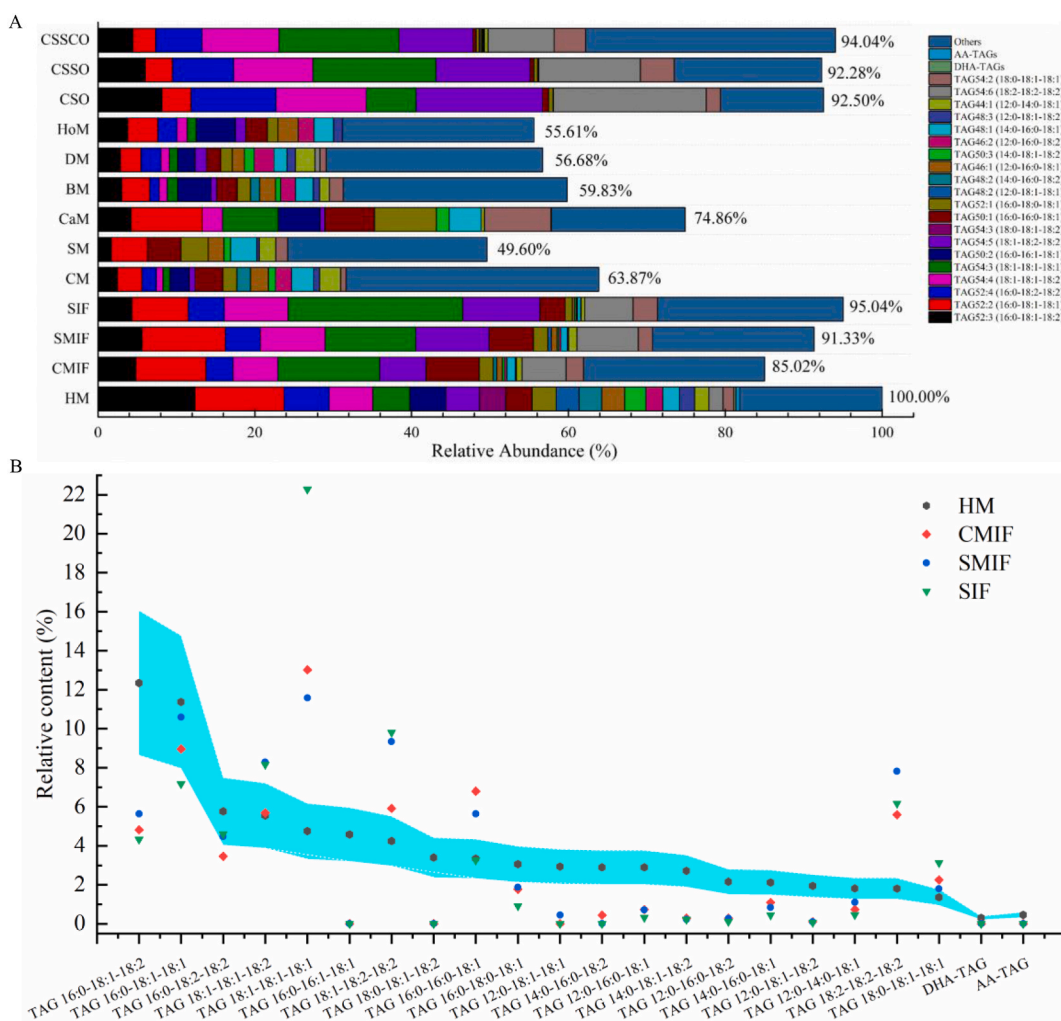 A
CSSCO
94.04%
CSSO
92.28%
CSO
92.50%
HoM
55.61%
DM
56.68%
BM
59.83%
CaM
74.86%
SM
49.60%
CM
63.87%
SIF
95.04%
SMIF
91.33%
CMIF
85.02%
HM
100.00%
0 20 40 60 80 100
Relative Abundance (%)
Others
AA-TAGs
DHA-TAGs
TAG54:2 (18:0-18:1-18:1)
TAG54:6 (18:2-18:2-18:2)
TAG44:1 (12:0-14:0-18:1)
TAG48:3 (12:0-18:1-18:2)
TAG48:1 (14:0-16:0-18:1)
TAG46:2 (12:0-16:0-18:2)
TAG50:3 (14:0-18:1-18:2)
TAG46:1 (12:0-16:0-18:1)
TAG48:2 (14:0-16:0-18:2)
TAG48:2 (12:0-18:1-18:1)
TAG52:1 (16:0-18:0-18:1)
TAG50:1 (16:0-16:0-18:1)
TAG54:3 (18:0-18:1-18:2)
TAG54:5 (18:1-18:2-18:2)
TAG50:2 (16:0-16:1-18:1)
TAG54:3 (18:1-18:1-18:1)
TAG54:4 (18:1-18:1-18:2)
TAG52:4 (16:0-18:2-18:2)
TAG52:2 (16:0-18:1-18:1)
TAG52:3 (16:0-18:1-18:2)
B
22
20
18
16
14
12
10
8
6
4
2
0
Relative content (%)
HM
CMIF
SMIF
SIF
TAG 16:0-18:1-18:2
TAG 16:0-18:1-18:1
TAG 16:0-18:2-18:2
TAG 18:1-18:1-18:2
TAG 18:1-18:1-18:1
TAG 16:0-16:1-18:1
TAG 18:1-18:2-18:2
TAG 18:0-18:1-18:2
TAG 16:0-16:0-18:1
TAG 16:0-18:0-18:1
TAG 12:0-18:1-18:1
TAG 14:0-16:0-18:2
TAG 12:0-16:0-18:1
TAG 14:0-18:1-18:2
TAG 12:0-16:0-18:2
TAG 14:0-16:0-18:1
TAG 12:0-18:1-18:2
TAG 12:0-14:0-18:1
TAG 18:2-18:2-18:2
TAG 18:0-18:1-18:1
DHA-TAG
AA-TAG